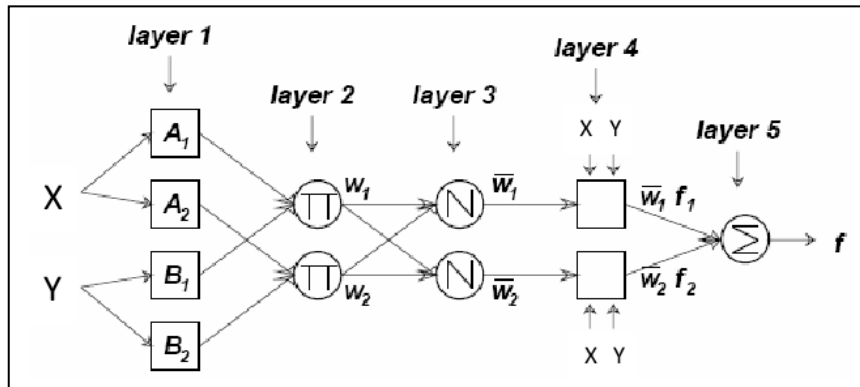 layer 1
layer 2
layer 3
layer 4
layer 5
X Y
A1
A2
X
Π
w1
N
w̅1
w̅1 f1
Σ
f
Y
B1
B2
Π
w2
N
w̅2
w̅2 f2
X Y